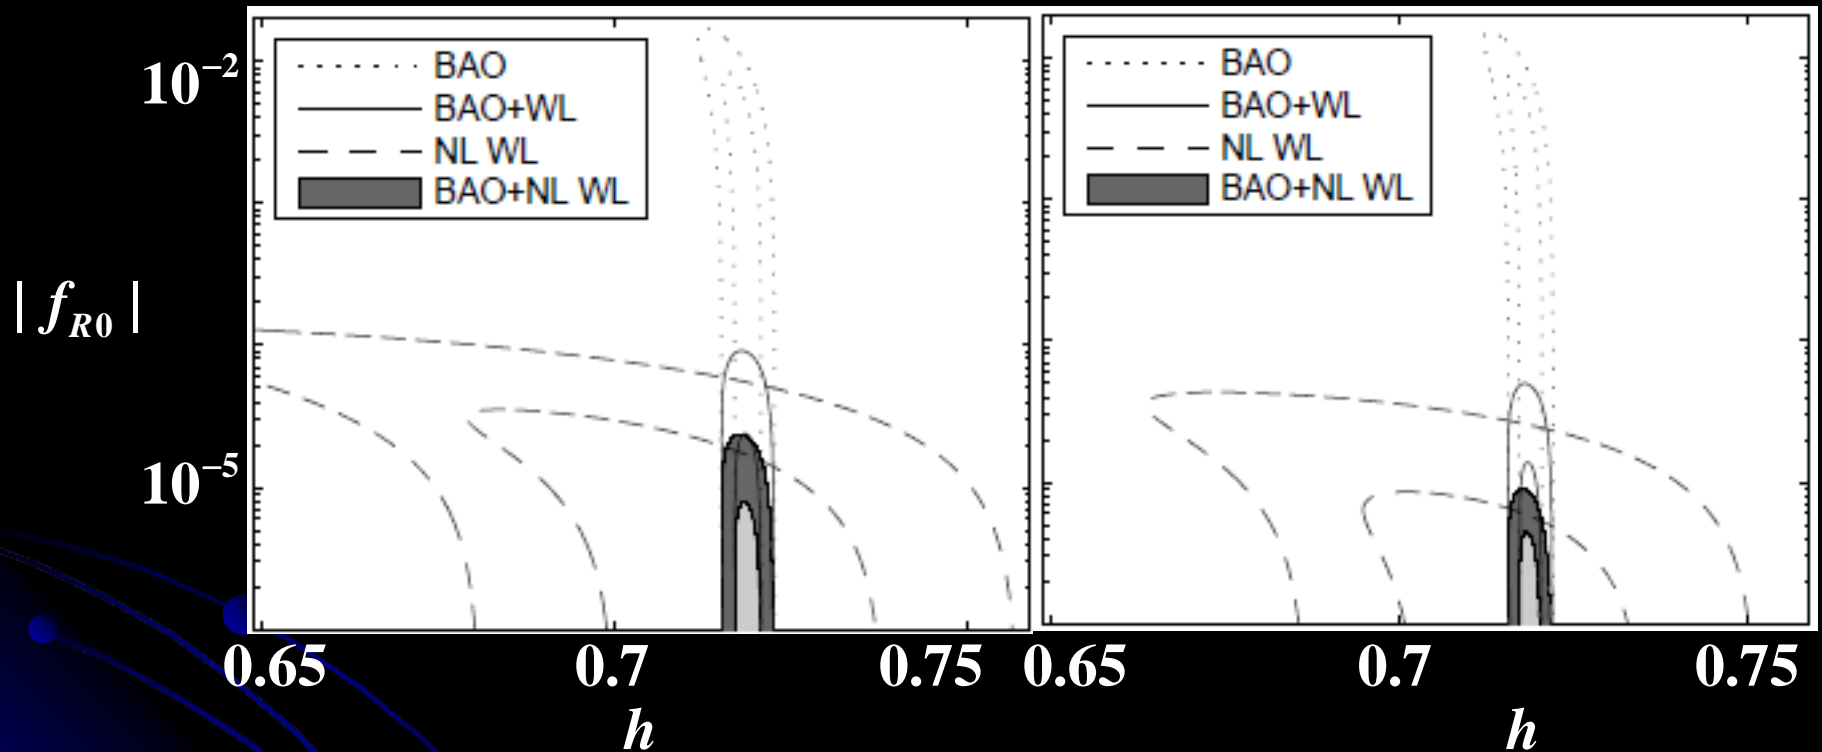 BAO
BAO+WL
NL WL
BAO+NL WL
BAO
BAO+WL
NL WL
BAO+NL WL
10⁻²
| f_R0 |
10⁻⁵
0.65 0.7 0.75 0.65 0.7 0.75
h h